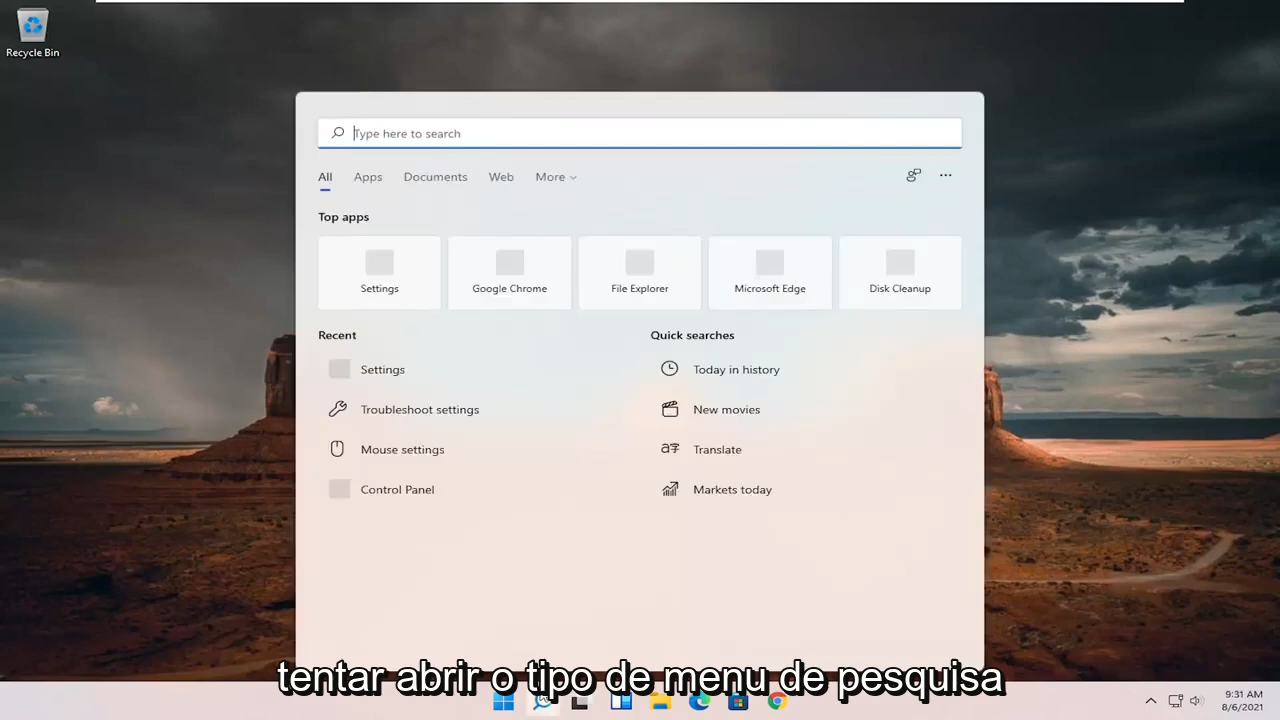 Recycle Bin
Type here to search
All Apps Documents Web More
Top apps
Settings Google Chrome File Explorer Microsoft Edge Disk Cleanup
Recent Quick searches
Settings Today in history
Troubleshoot settings New movies
Mouse settings Translate
Control Panel Markets today
tentar abrir o tipo de menu de pesquisa
9:31 AM
8/6/2021